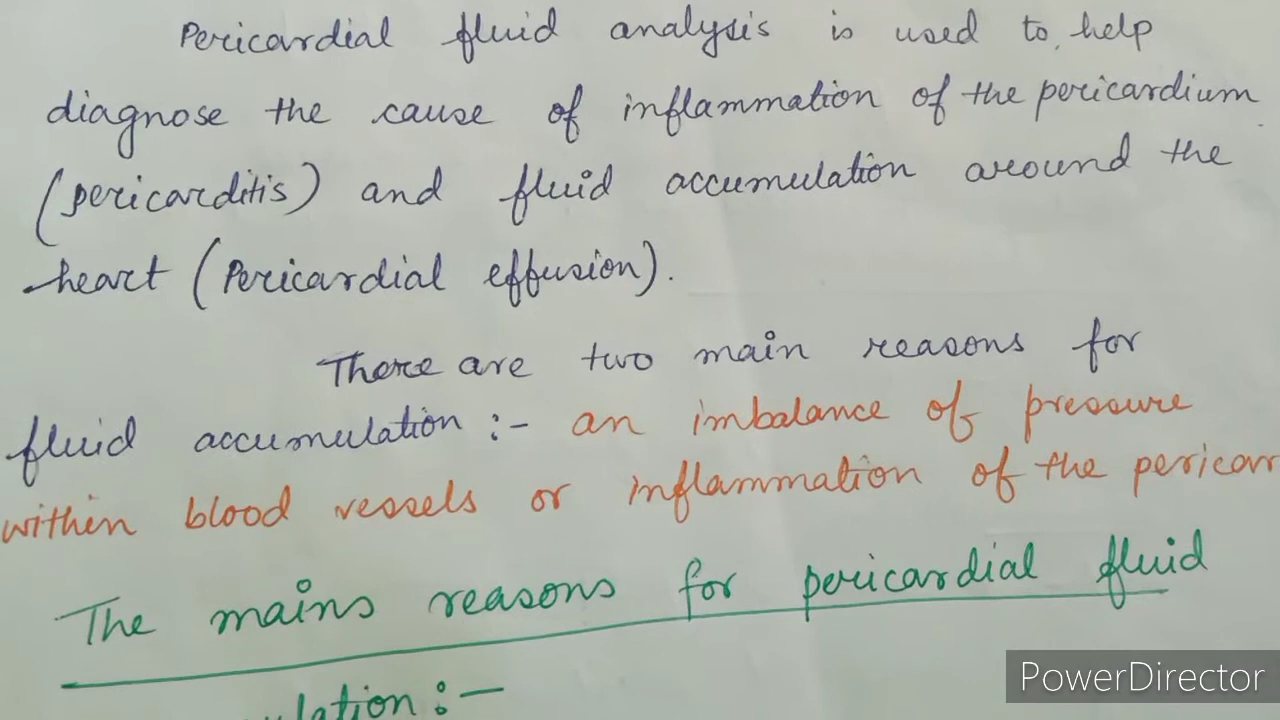 Pericardial fluid analysis is used to help
diagnose the cause of inflammation of the pericardium
(pericarditis) and fluid accumulation around the
heart (Pericardial effusion).
There are two main reasons for
fluid accumulation :- an imbalance of pressure
within blood vessels or inflammation of the pericar
The mains reasons for pericardial fluid
ulation :-
PowerDirector